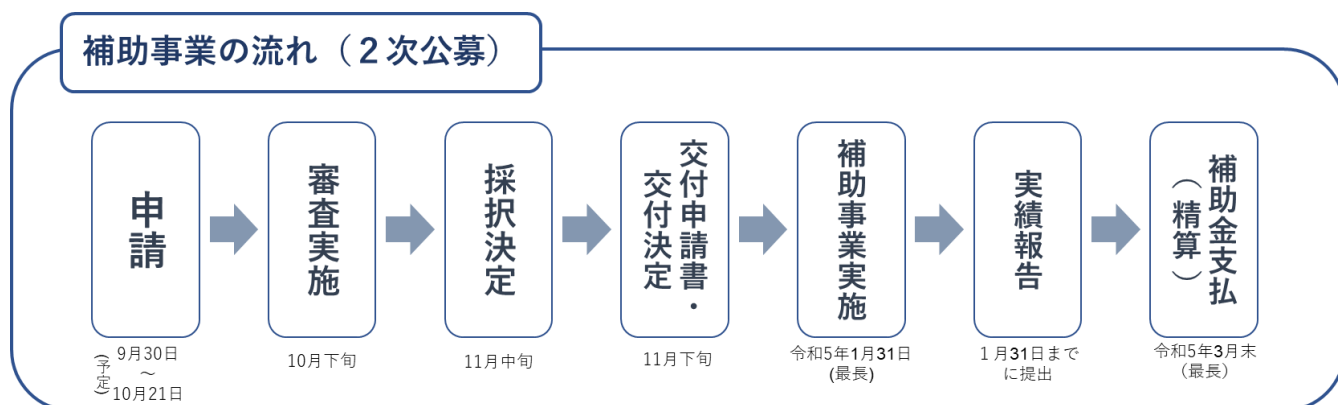 補助事業の流れ（２次公募）
申請
(予定)
9月30日
～
10月21日
審査実施
10月下旬
採択決定
11月中旬
交付申請書・
交付決定
11月下旬
補助事業実施
令和5年1月31日
(最長)
実績報告
１月31日まで
に提出
補助金支払
（精算）
令和5年3月末
（最長）